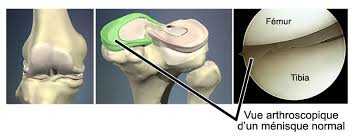 Fémur
Tibia
Vue arthroscopique
d'un ménisque normal